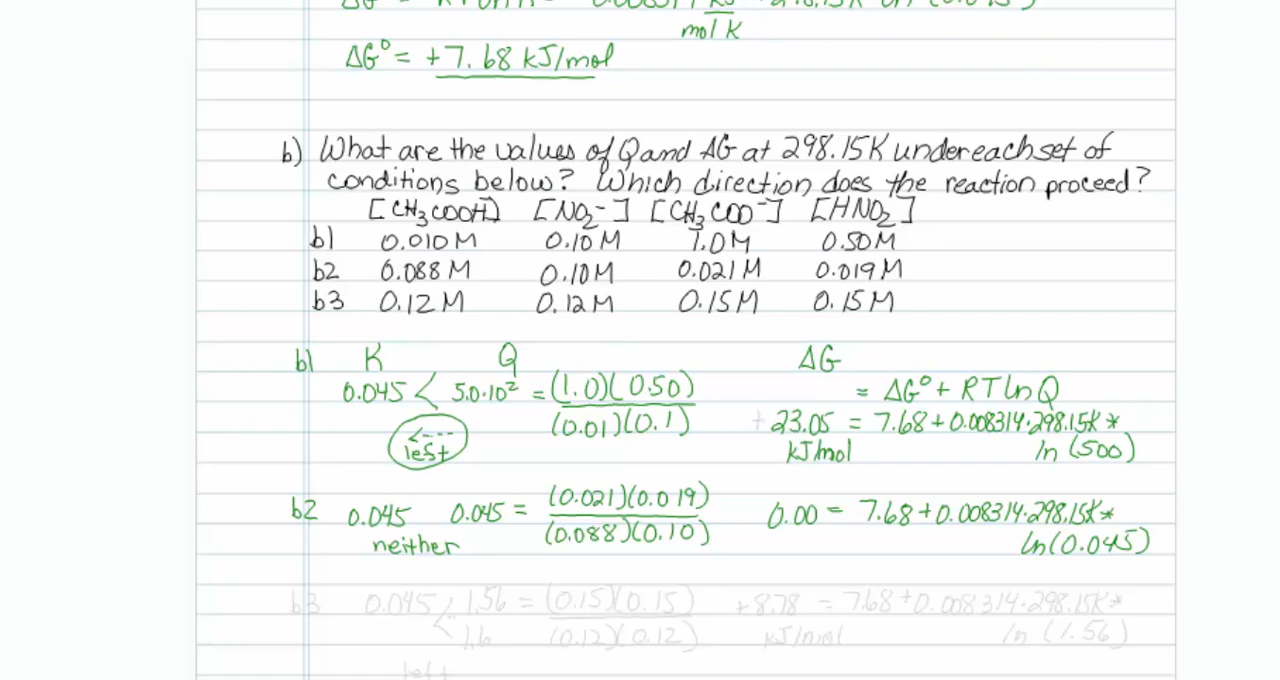 mol K
ΔG° = +7.68 kJ/mol
b) What are the values of Q and ΔG at 298.15K under each set of
conditions below? Which direction does the reaction proceed?
[CH₃COOH] [NO₂⁻] [CH₃COO⁻] [HNO₂]
b1 0.010M 0.10M 1.0M 0.50M
b2 0.088M 0.10M 0.021M 0.019M
b3 0.12M 0.12M 0.15M 0.15M
b1 K Q ΔG
0.045 < 5.0·10² = (1.0)(0.50) = ΔG° + RT ln Q
(0.01)(0.1) +23.05 = 7.68+0.008314·298.15K*
<---- left kJ/mol ln(500)
b2 0.045 0.045 = (0.021)(0.019) 0.00 = 7.68+0.008314·298.15K*
neither (0.088)(0.10) ln(0.045)
b3 0.045 < 1.56 = (0.15)(0.15) +8.78 = 7.68+0.008314·298.15K*
1.6 (0.12)(0.12) kJ/mol ln(1.56)
left